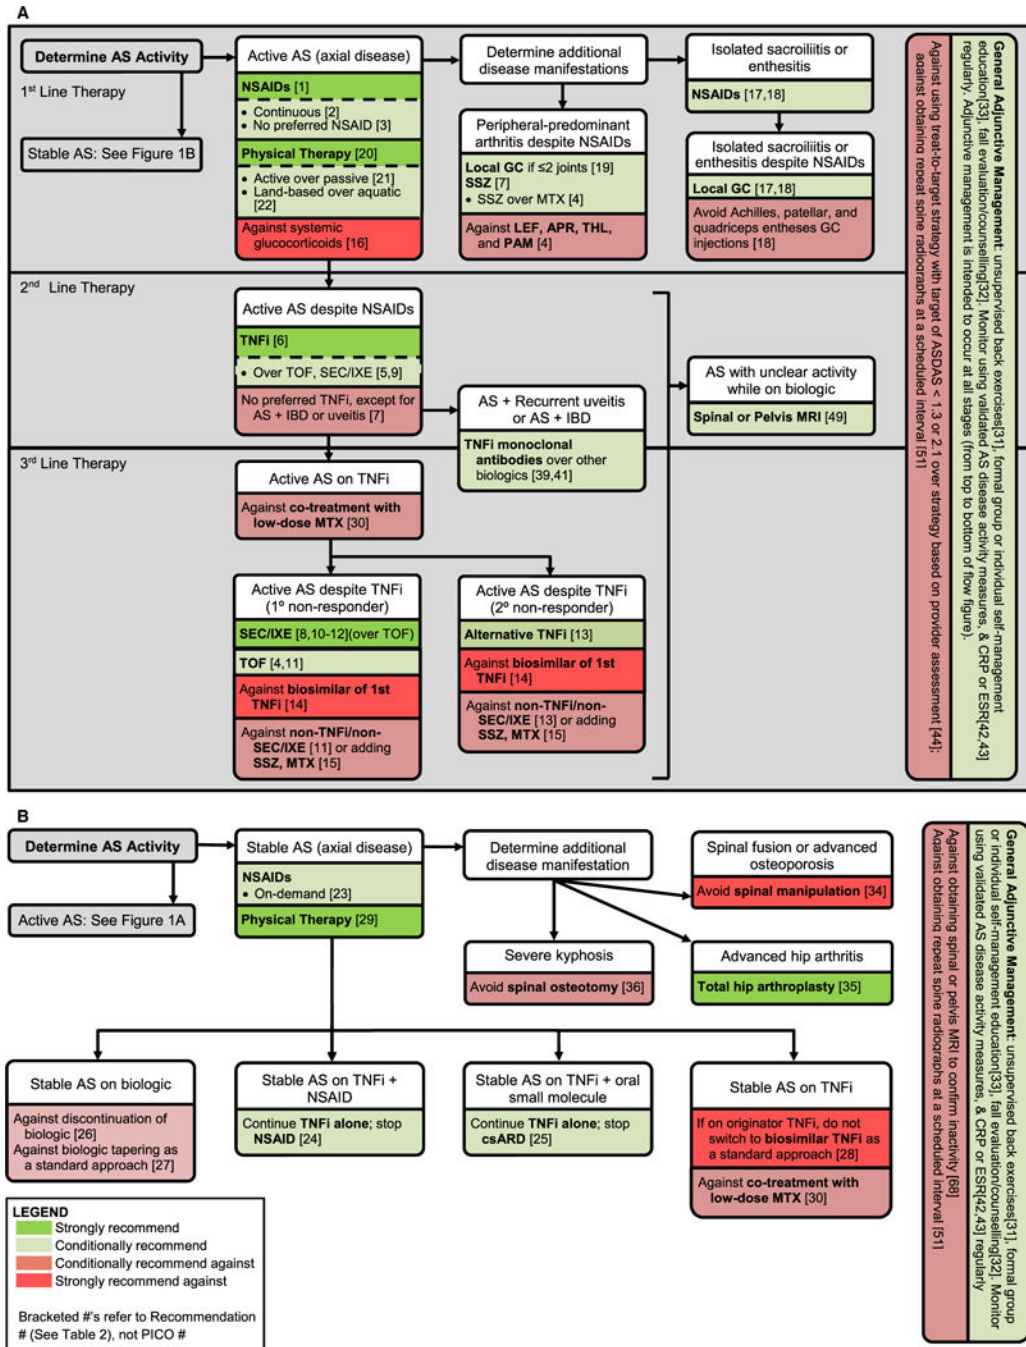 A
Determine AS Activity
1st Line Therapy
Stable AS: See Figure 1B
Active AS (axial disease)
NSAIDs [1]
• Continuous [2]
• No preferred NSAID [3]
Physical Therapy [20]
• Active over passive [21]
• Land-based over aquatic
[22]
Against systemic
glucocorticoids [16]
Determine additional
disease manifestations
Peripheral-predominant
arthritis despite NSAIDs
Local GC if ≤2 joints [19]
SSZ [7]
• SSZ over MTX [4]
Against LEF, APR, THL,
and PAM [4]
Isolated sacroiliitis or
enthesitis
NSAIDs [17,18]
Isolated sacroiliitis or
enthesitis despite NSAIDs
Local GC [17,18]
Avoid Achilles, patellar, and
quadriceps entheses GC
injections [18]
2nd Line Therapy
Active AS despite NSAIDs
TNFi [6]
• Over TOF, SEC/IXE [5,9]
No preferred TNFi, except for
AS + IBD or uveitis [7]
AS + Recurrent uveitis
or AS + IBD
TNFi monoclonal
antibodies over other
biologics [39,41]
AS with unclear activity
while on biologic
Spinal or Pelvis MRI [49]
3rd Line Therapy
Active AS on TNFi
Against co-treatment with
low-dose MTX [30]
Active AS despite TNFi
(1º non-responder)
SEC/IXE [8,10-12](over TOF)
TOF [4,11]
Against biosimilar of 1st
TNFi [14]
Against non-TNFi/non-
SEC/IXE [11] or adding
SSZ, MTX [15]
Active AS despite TNFi
(2º non-responder)
Alternative TNFi [13]
Against biosimilar of 1st
TNFi [14]
Against non-TNFi/non-
SEC/IXE [13] or adding
SSZ, MTX [15]
General Adjunctive Management: unsupervised back exercises[31], formal group or individual self-management
education[33], fall evaluation/counselling[32]. Monitor using validated AS disease activity measures, & CRP or ESR[42,43]
regularly. Adjunctive management is intended to occur at all stages (from top to bottom of flow figure).
Against using treat-to-target strategy with target of ASDAS < 1.3 or 2.1 over strategy based on provider assessment [44];
against obtaining repeat spine radiographs at a scheduled interval [51]
B
Determine AS Activity
Active AS: See Figure 1A
Stable AS (axial disease)
NSAIDs
• On-demand [23]
Physical Therapy [29]
Determine additional
disease manifestation
Spinal fusion or advanced
osteoporosis
Avoid spinal manipulation [34]
Severe kyphosis
Avoid spinal osteotomy [36]
Advanced hip arthritis
Total hip arthroplasty [35]
Stable AS on biologic
Against discontinuation of
biologic [26]
Against biologic tapering as
a standard approach [27]
Stable AS on TNFi +
NSAID
Continue TNFi alone; stop
NSAID [24]
Stable AS on TNFi + oral
small molecule
Continue TNFi alone; stop
csARD [25]
Stable AS on TNFi
If on originator TNFi, do not
switch to biosimilar TNFi as
a standard approach [28]
Against co-treatment with
low-dose MTX [30]
General Adjunctive Management: unsupervised back exercises[31], formal group
or individual self-management education[33], fall evaluation/counselling[32]. Monitor
using validated AS disease activity measures, & CRP or ESR[42,43] regularly
Against obtaining spinal or pelvis MRI to confirm inactivity [68]
Against obtaining repeat spine radiographs at a scheduled interval [51]
LEGEND
Strongly recommend
Conditionally recommend
Conditionally recommend against
Strongly recommend against
Bracketed #'s refer to Recommendation
# (See Table 2), not PICO #